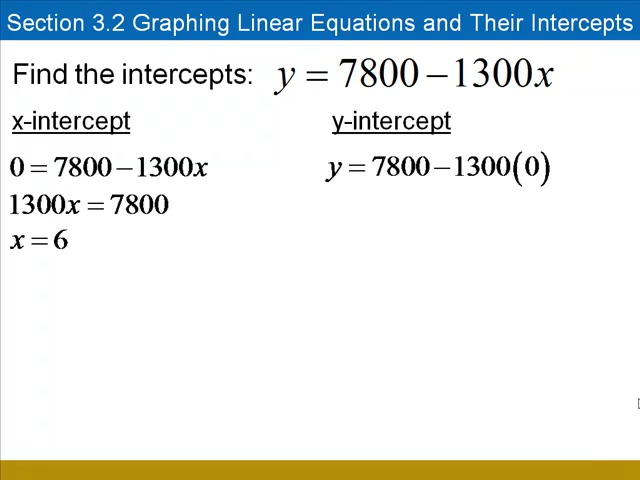 Section 3.2 Graphing Linear Equations and Their Intercepts
Find the intercepts: y = 7800 − 1300x
x-intercept
0 = 7800 − 1300x
1300x = 7800
x = 6
y-intercept
y = 7800 − 1300(0)